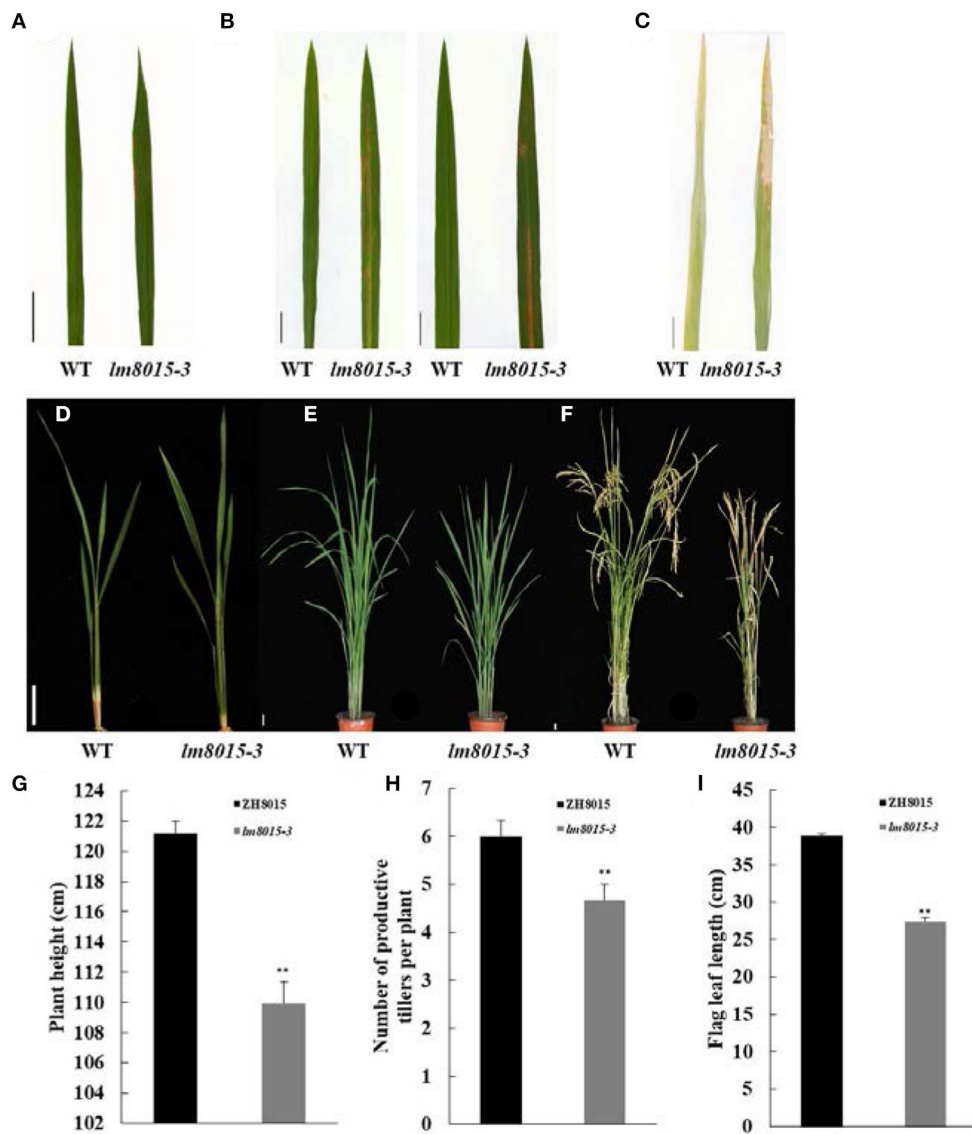 A
B
C
WT lm8015-3
WT lm8015-3
WT lm8015-3
WT lm8015-3
D
E
F
WT
lm8015-3
WT
lm8015-3
WT
lm8015-3
G
124
122
120
118
116
114
112
110
108
106
104
102
Plant height (cm)
ZH8015
lm8015-3
**
H
7
6
5
4
3
2
1
0
Number of productive
tillers per plant
ZH8015
lm8015-3
**
I
45
40
35
30
25
20
15
10
5
0
Flag leaf length (cm)
ZH8015
lm8015-3
**